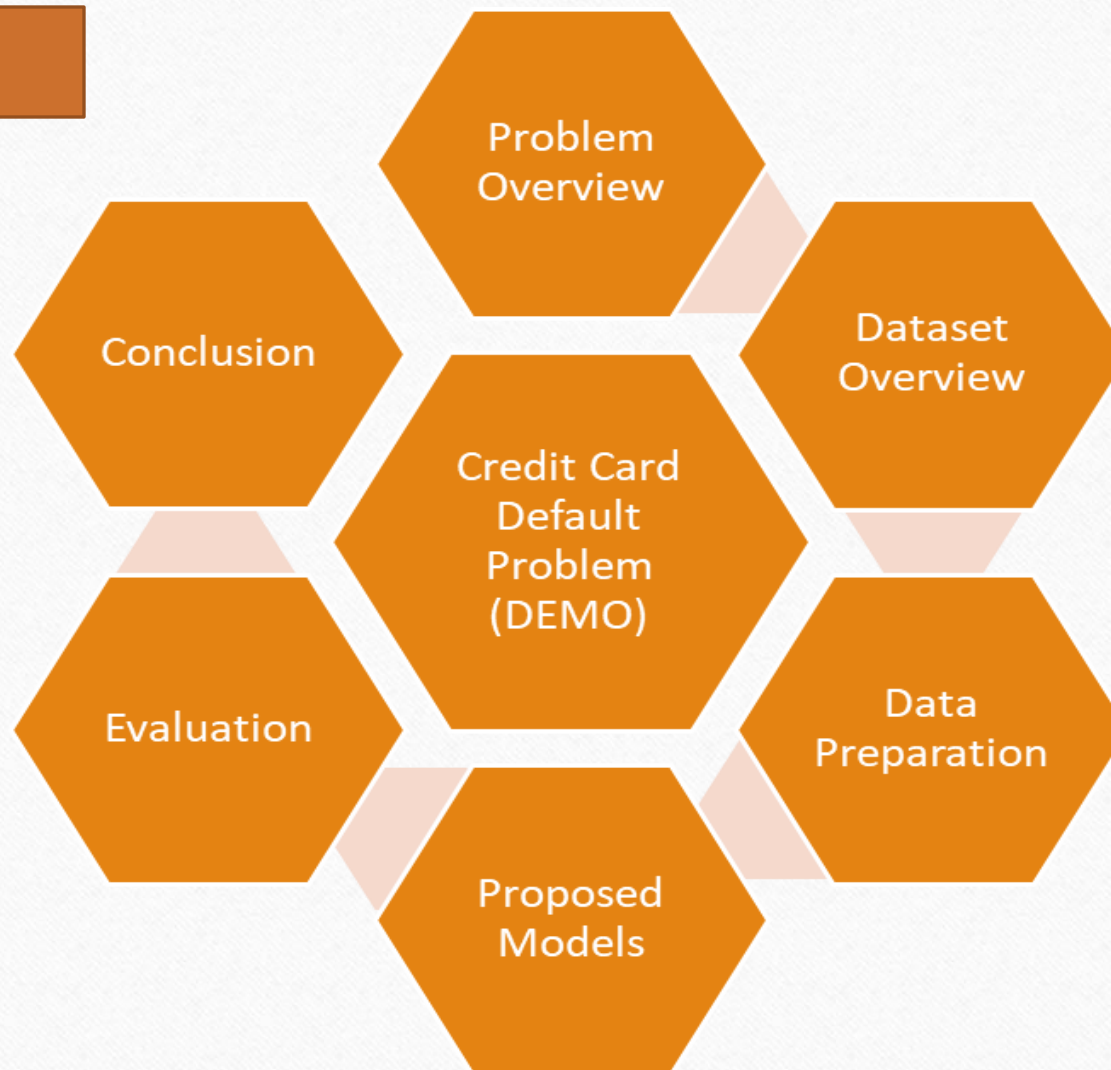 Problem
Overview
Dataset
Overview
Data
Preparation
Proposed
Models
Evaluation
Conclusion
Credit Card
Default
Problem
(DEMO)